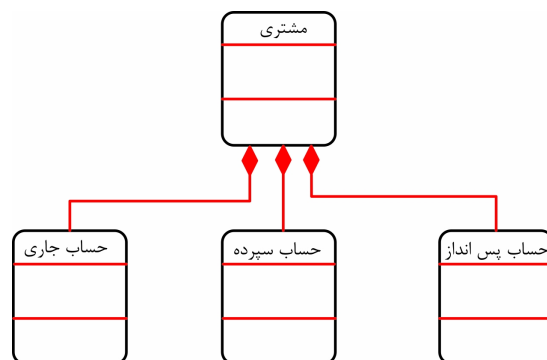 مشتری
حساب پس انداز
حساب سپرده
حساب جاری